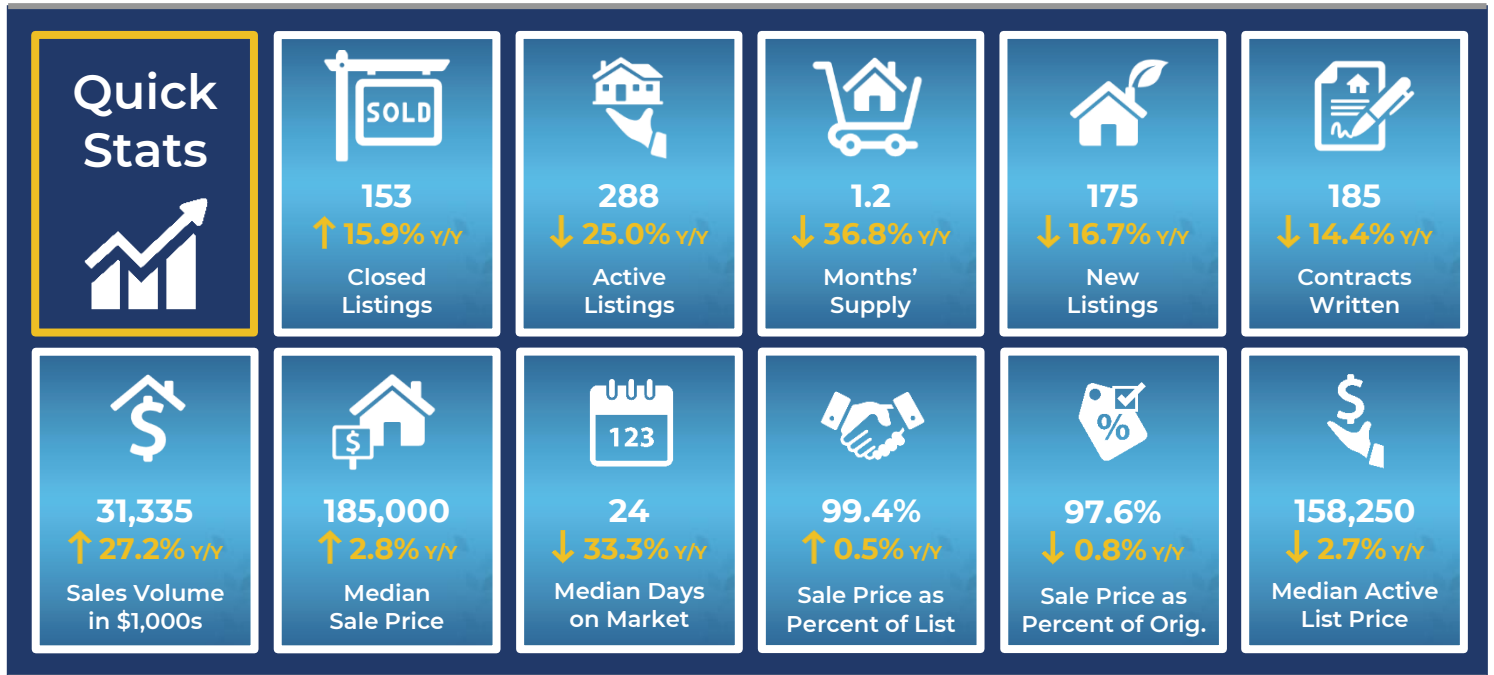 Quick
Stats
SOLD
153
↑ 15.9% Y/Y
Closed
Listings
288
↓ 25.0% Y/Y
Active
Listings
1.2
↓ 36.8% Y/Y
Months’
Supply
175
↓ 16.7% Y/Y
New
Listings
185
↓ 14.4% Y/Y
Contracts
Written
$
31,335
↑ 27.2% Y/Y
Sales Volume
in $1,000s
$
185,000
↑ 2.8% Y/Y
Median
Sale Price
123
24
↓ 33.3% Y/Y
Median Days
on Market
99.4%
↑ 0.5% Y/Y
Sale Price as
Percent of List
%
97.6%
↓ 0.8% Y/Y
Sale Price as
Percent of Orig.
$
158,250
↓ 2.7% Y/Y
Median Active
List Price